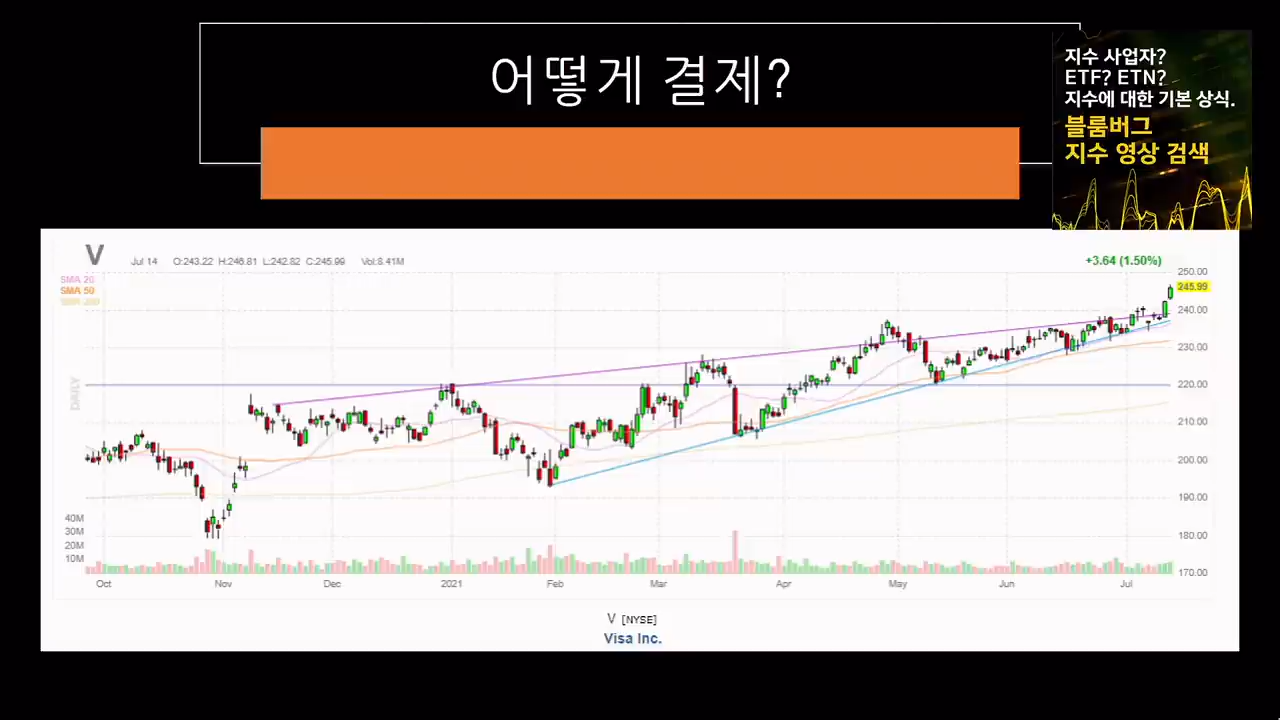 어떻게 결제?
지수 사업자?
ETF? ETN?
지수에 대한 기본 상식.
블룸버그
지수 영상 검색
V Jul 14 O:243.22 H:246.81 L:242.82 C:245.99 Vol:8.41M +3.64 (1.50%)
SMA 20
SMA 50
SMA 200
250.00
245.99
240.00
230.00
220.00
210.00
200.00
190.00
180.00
170.00
DAILY
40M
30M
20M
10M
Oct Nov Dec 2021 Feb Mar Apr May Jun Jul
V [NYSE]
Visa Inc.